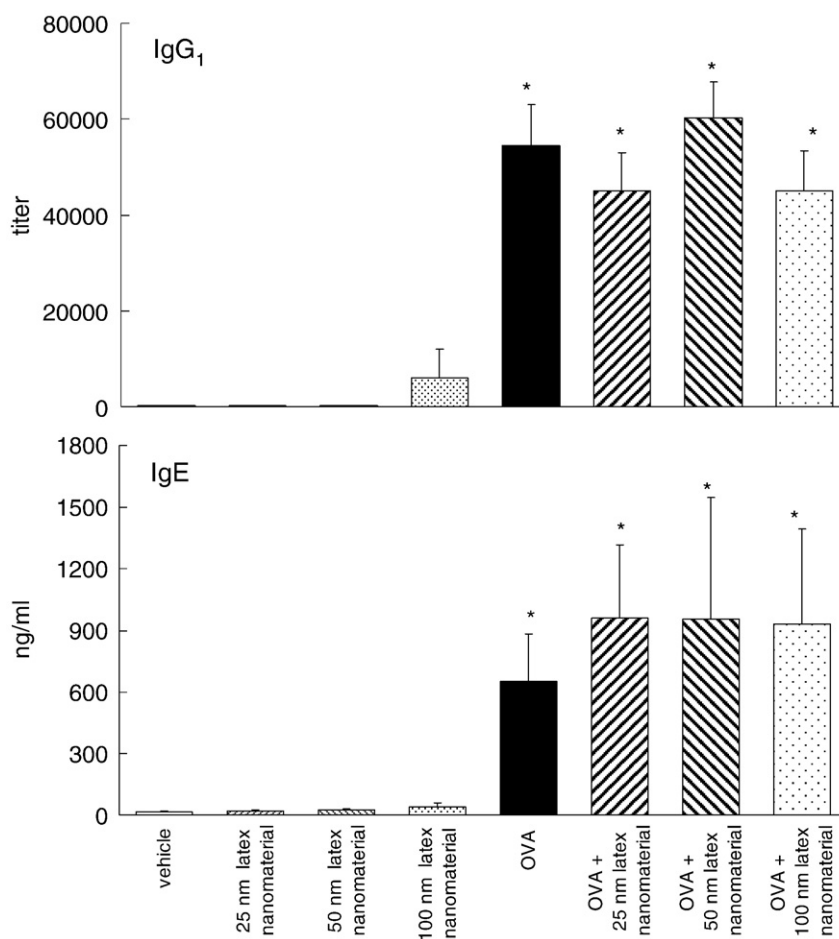 80000
IgG1
*
*
*
*
60000
titer
40000
20000
0
1800
IgE
*
*
*
*
1500
1200
ng/ml
900
600
300
0
vehicle
25 nm latex
nanomaterial
50 nm latex
nanomaterial
100 nm latex
nanomaterial
OVA
OVA +
25 nm latex
nanomaterial
OVA +
50 nm latex
nanomaterial
OVA +
100 nm latex
nanomaterial